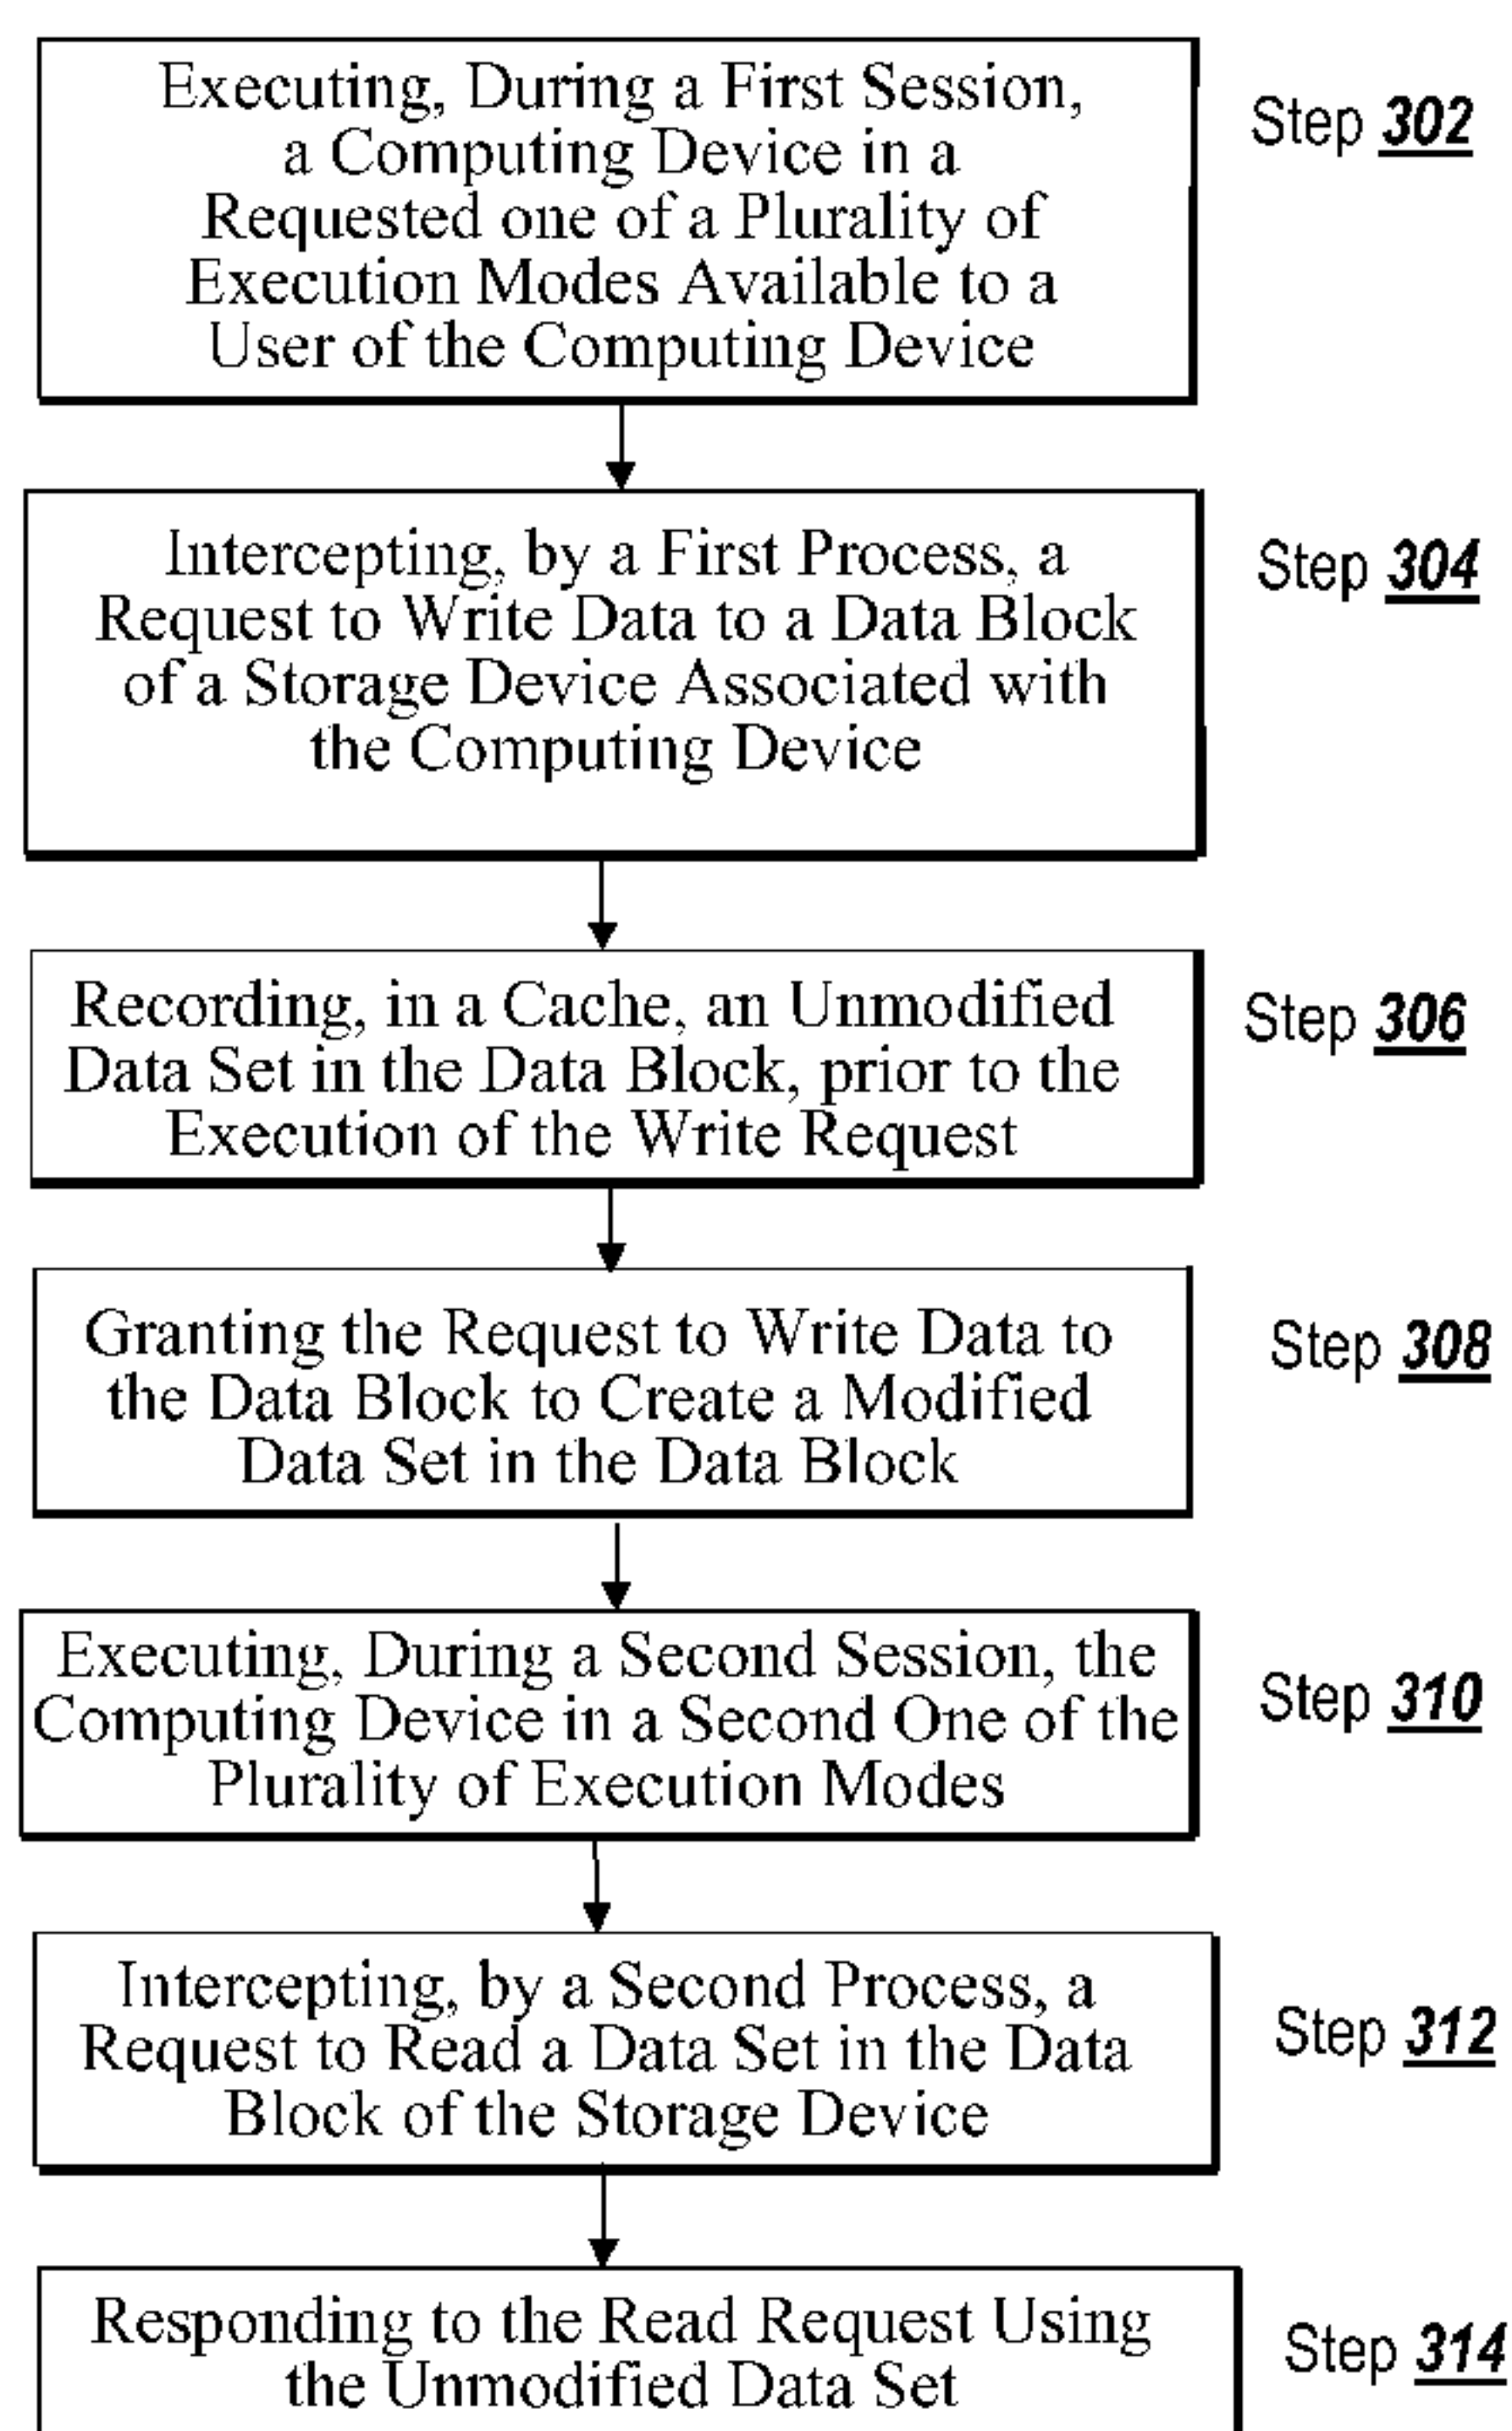 Executing, During a First Session,
a Computing Device in a
Requested one of a Plurality of
Execution Modes Available to a
User of the Computing Device
Step 302
Intercepting, by a First Process, a
Request to Write Data to a Data Block
of a Storage Device Associated with
the Computing Device
Step 304
Recording, in a Cache, an Unmodified
Data Set in the Data Block, prior to the
Execution of the Write Request
Step 306
Granting the Request to Write Data to
the Data Block to Create a Modified
Data Set in the Data Block
Step 308
Executing, During a Second Session, the
Computing Device in a Second One of the
Plurality of Execution Modes
Step 310
Intercepting, by a Second Process, a
Request to Read a Data Set in the Data
Block of the Storage Device
Step 312
Responding to the Read Request Using
the Unmodified Data Set
Step 314